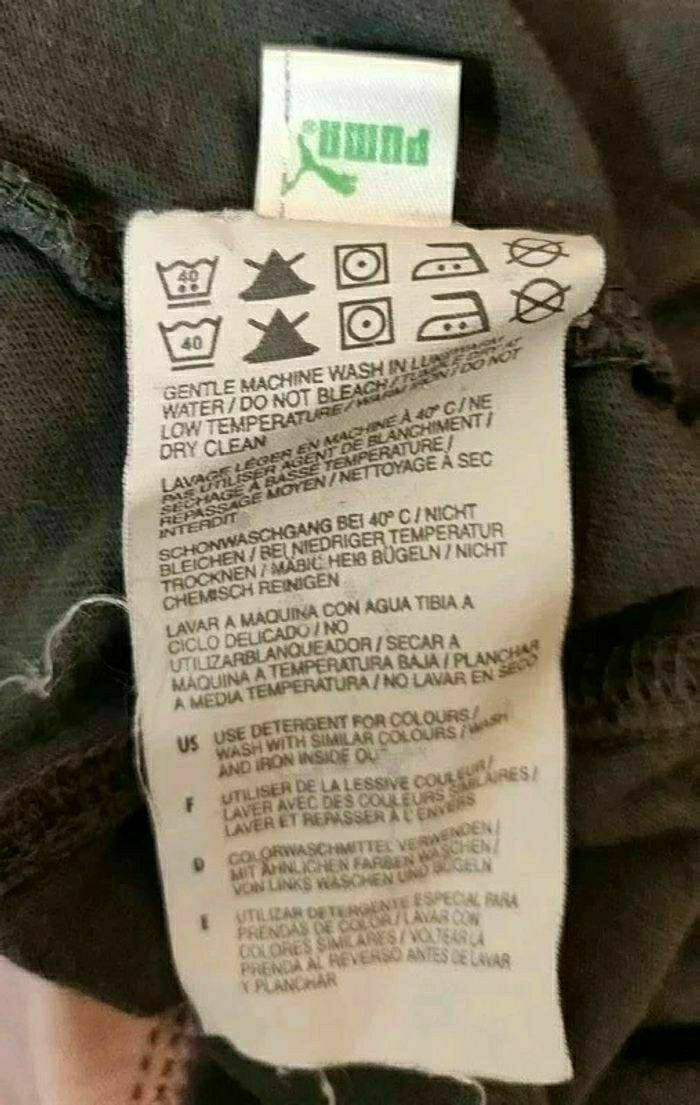 PUMA®
40
40
GENTLE MACHINE WASH IN LUKEWARM
WATER / DO NOT BLEACH / TUMBLE DRY AT
LOW TEMPERATURE / WARM IRON / DO NOT
DRY CLEAN
LAVAGE LÉGER EN MACHINE À 40° C / NE
PAS UTILISER AGENT DE BLANCHIMENT /
SÉCHAGE À BASSE TEMPERATURE /
REPASSAGE MOYEN / NETTOYAGE À SEC
INTERDIT
SCHONWASCHGANG BEI 40° C / NICHT
BLEICHEN / BEI NIEDRIGER TEMPERATUR
TROCKNEN / MÄßIG HEIß BÜGELN / NICHT
CHEMISCH REINIGEN
LAVAR A MAQUINA CON AGUA TIBIA A
CICLO DELICADO / NO
UTILIZARBLANQUEADOR / SECAR A
MAQUINA A TEMPERATURA BAJA / PLANCHAR
A MEDIA TEMPERATURA / NO LAVAR EN SECO
US USE DETERGENT FOR COLOURS /
WASH WITH SIMILAR COLOURS / WASH
AND IRON INSIDE
F UTILISER DE LA LESSIVE COULEUR /
LAVER AVEC DES COULEURS SIMILAIRES /
LAVER ET REPASSER À L'ENVERS
D COLORWASCHMITTEL VERWENDEN /
MIT ÄHNLICHEN FARBEN WASCHEN /
VON LINKS WASCHEN UND BÜGELN
E UTILIZAR DETERGENTE ESPECIAL PARA
PRENDAS DE COLOR / LAVAR CON
COLORES SIMILARES / VOLTEAR LA
PRENDA AL REVERSO ANTES DE LAVAR
Y PLANCHAR